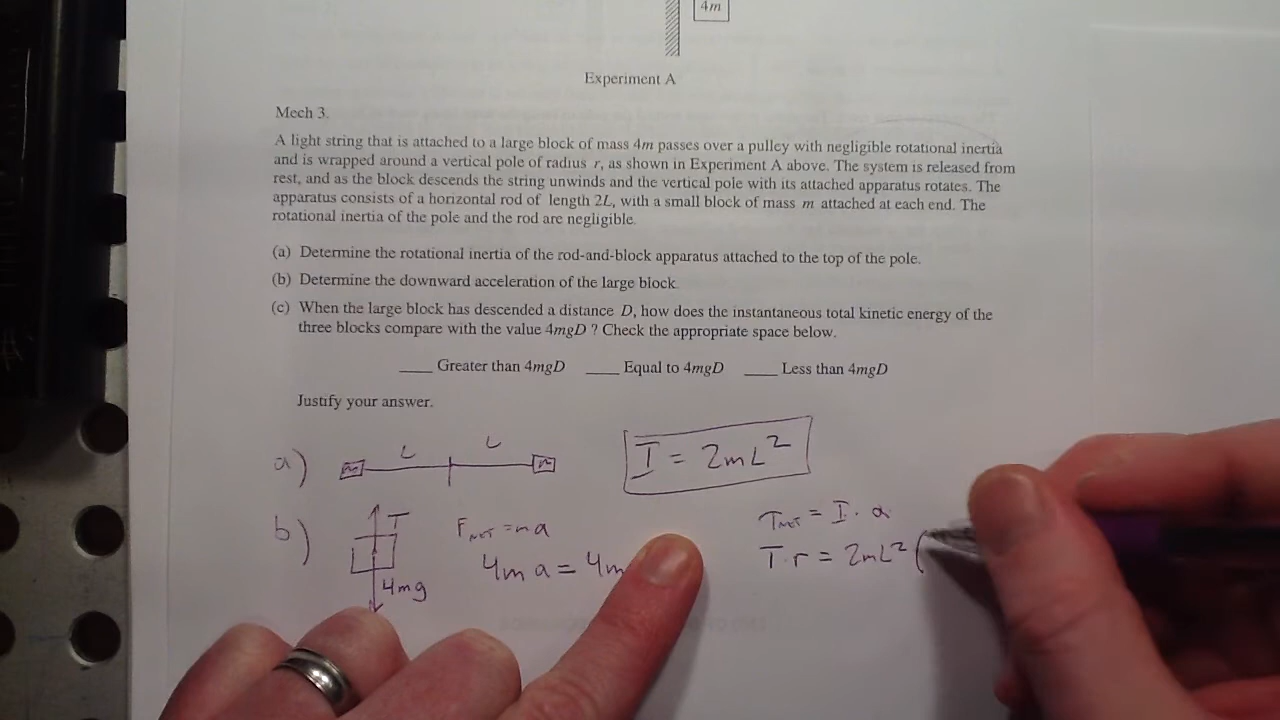 4m
Experiment A
Mech 3.
A light string that is attached to a large block of mass 4m passes over a pulley with negligible rotational inertia
and is wrapped around a vertical pole of radius r, as shown in Experiment A above. The system is released from
rest, and as the block descends the string unwinds and the vertical pole with its attached apparatus rotates. The
apparatus consists of a horizontal rod of length 2L, with a small block of mass m attached at each end. The
rotational inertia of the pole and the rod are negligible.
(a) Determine the rotational inertia of the rod-and-block apparatus attached to the top of the pole.
(b) Determine the downward acceleration of the large block.
(c) When the large block has descended a distance D, how does the instantaneous total kinetic energy of the
three blocks compare with the value 4mgD ? Check the appropriate space below.
____ Greater than 4mgD ____ Equal to 4mgD ____ Less than 4mgD
Justify your answer.
a) m L L m I = 2mL²
b) T F_NET = ma τ_NET = I · α
4ma = 4m T·r = 2mL² (
4mg